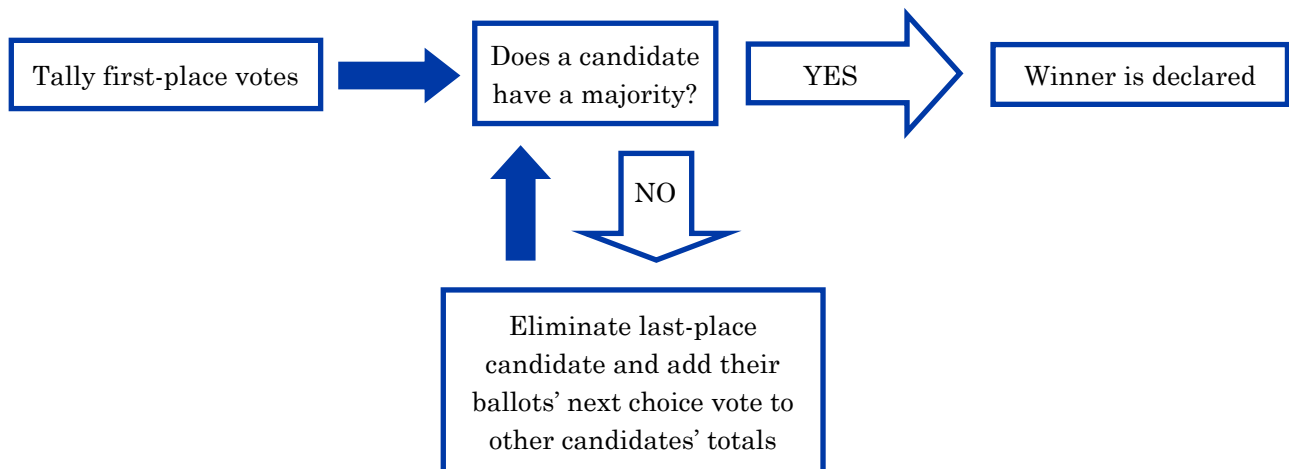 Tally first-place votes
Does a candidate
have a majority?
YES
Winner is declared
NO
Eliminate last-place
candidate and add their
ballots’ next choice vote to
other candidates’ totals